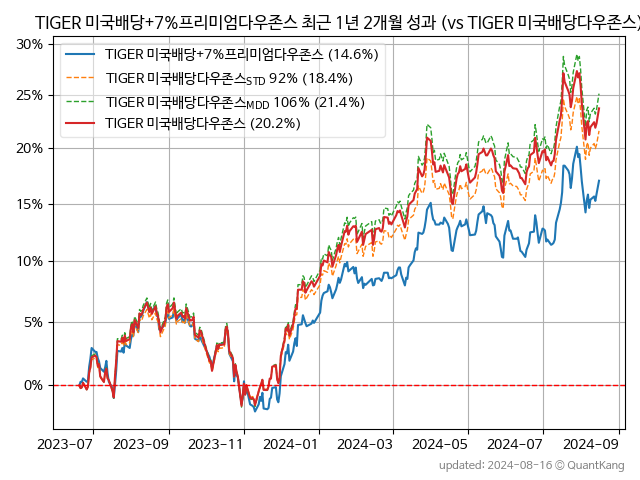 TIGER 미국배당+7%프리미엄다우존스 최근 1년 2개월 성과 (vs TIGER 미국배당다우존스)
30%
25%
20%
15%
10%
5%
0%
TIGER 미국배당+7%프리미엄다우존스 (14.6%)
TIGER 미국배당다우존스STD 92% (18.4%)
TIGER 미국배당다우존스MDD 106% (21.4%)
TIGER 미국배당다우존스 (20.2%)
2023-07 2023-09 2023-11 2024-01 2024-03 2024-05 2024-07 2024-09
updated: 2024-08-16 © QuantKang